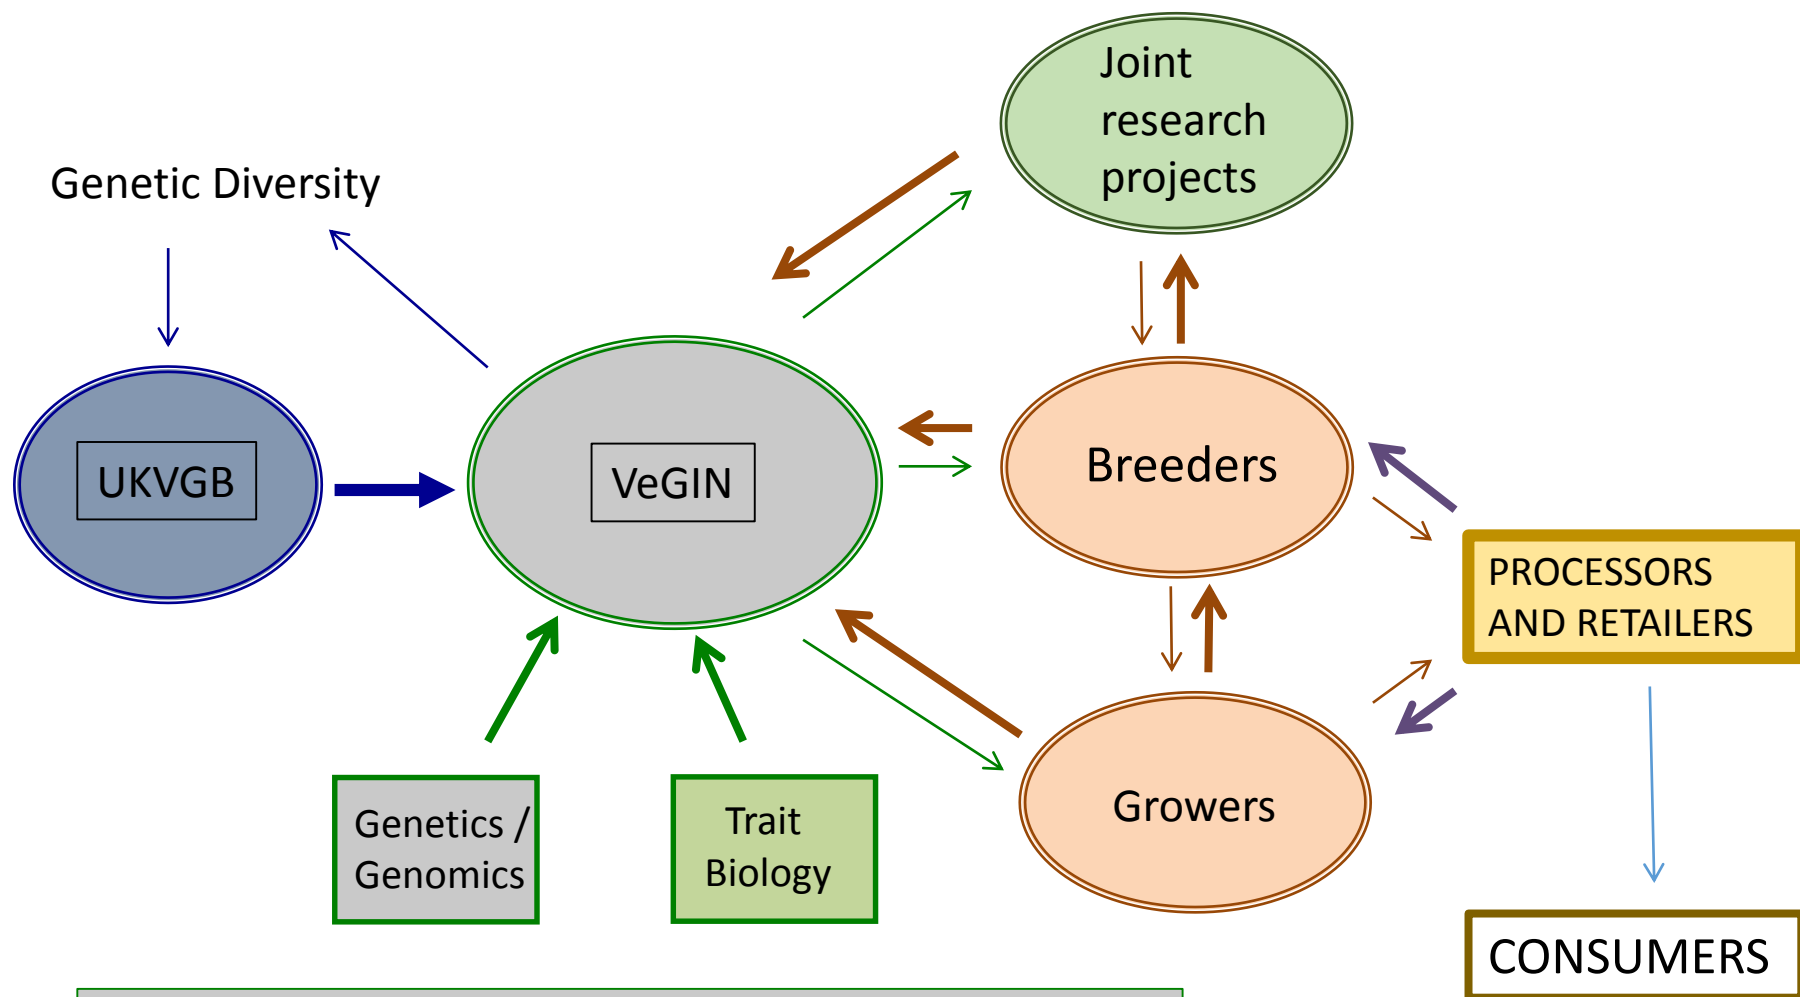 Joint
research
projects
Genetic Diversity
UKVGB
VeGIN
Breeders
PROCESSORS
AND RETAILERS
Genetics /
Genomics
Trait
Biology
Growers
CONSUMERS